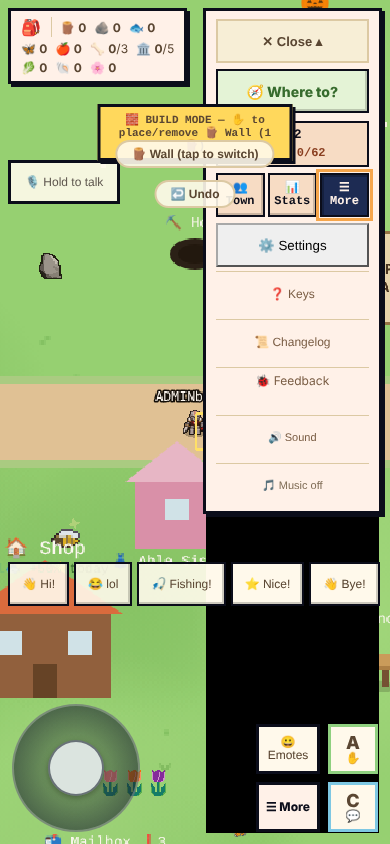 🎒 🪵 0 🪨 0 🐟 0
🦋 0 🍎 0 🦴 0/3 🏛️ 0/5
🥬 0 🐚 0 🌸 0
✕ Close ▴
🧭 Where to?
🧱 BUILD MODE — ✋ to
place/remove 🪵 Wall (1
2
0/62
🪵 Wall (tap to switch)
🎙️ Hold to talk
↩️ Undo
own
📊 Stats
☰ More
⚙️ Settings
❓ Keys
📜 Changelog
🐞 Feedback
ADMINb
🔊 Sound
🎵 Music off
🏠 Shop
👋 Hi!
😂 lol
🎣 Fishing!
⭐ Nice!
👋 Bye!
😀 Emotes
A ✋
☰ More
C 💬
📬 Mailbox ❗3